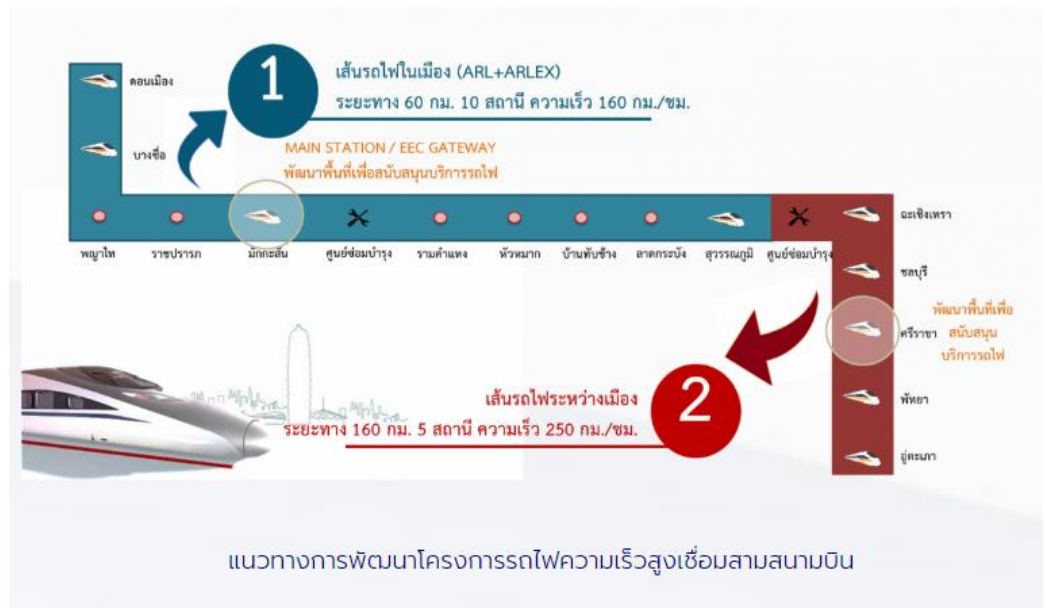 ดอนเมือง
บางซื่อ
1
เส้นรถไฟในเมือง (ARL+ARLEX)
ระยะทาง 60 กม. 10 สถานี ความเร็ว 160 กม./ชม.
MAIN STATION / EEC GATEWAY
พัฒนาพื้นที่เพื่อสนับสนุนบริการรถไฟ
พญาไท
ราชปรารภ
มักกะสัน
ศูนย์ซ่อมบำรุง
รามคำแหง
หัวหมาก
บ้านทับช้าง
ลาดกระบัง
สุวรรณภูมิ
ศูนย์ซ่อมบำรุง
ฉะเชิงเทรา
ชลบุรี
ศรีราชา
พัฒนาพื้นที่เพื่อ
สนับสนุน
บริการรถไฟ
พัทยา
อู่ตะเภา
2
เส้นรถไฟระหว่างเมือง
ระยะทาง 160 กม. 5 สถานี ความเร็ว 250 กม./ชม.
แนวทางการพัฒนาโครงการรถไฟความเร็วสูงเชื่อมสามสนามบิน